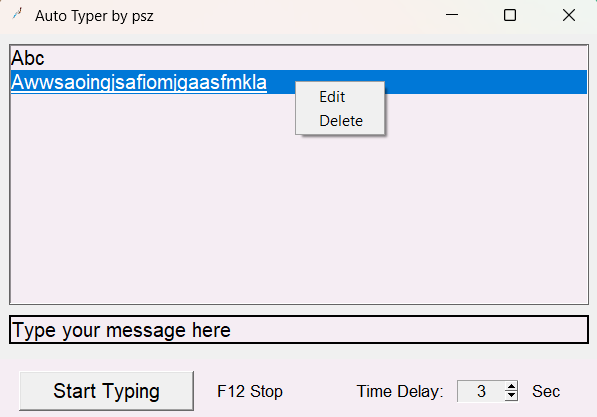 Auto Typer by psz
Abc
Awwsaoingjsafiomjgaasfmkla
Edit
Delete
Type your message here
Start Typing F12 Stop Time Delay: 3 Sec